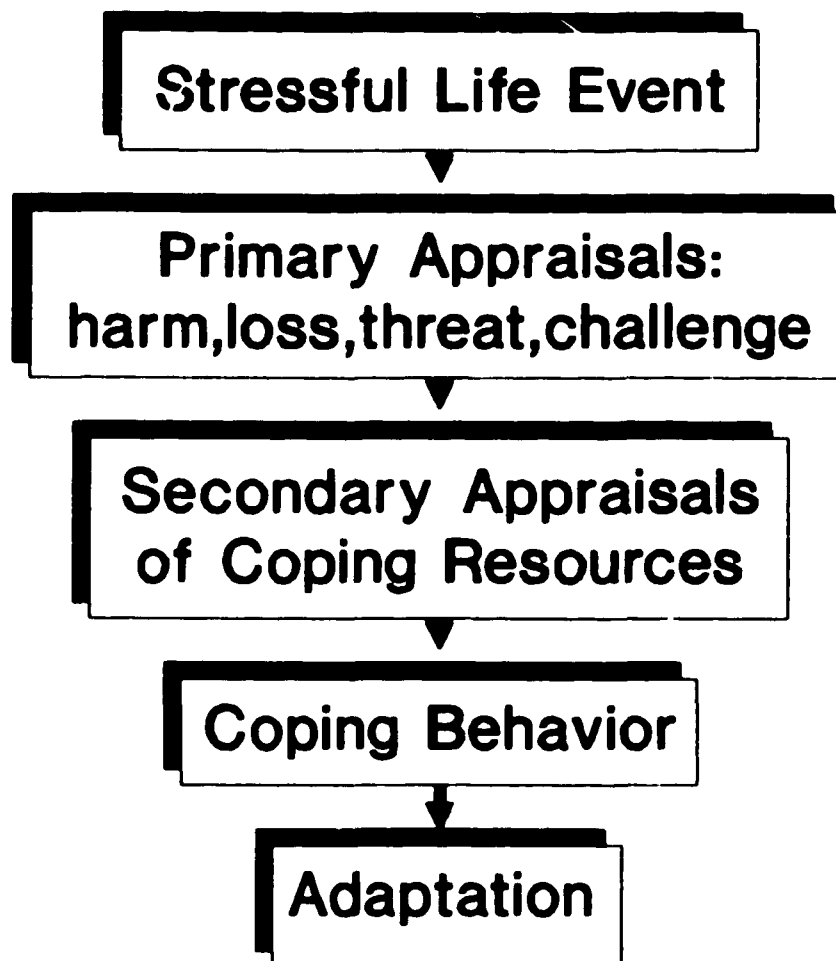 Stressful Life Event
Primary Appraisals:
harm,loss,threat,challenge
Secondary Appraisals
of Coping Resources
Coping Behavior
Adaptation